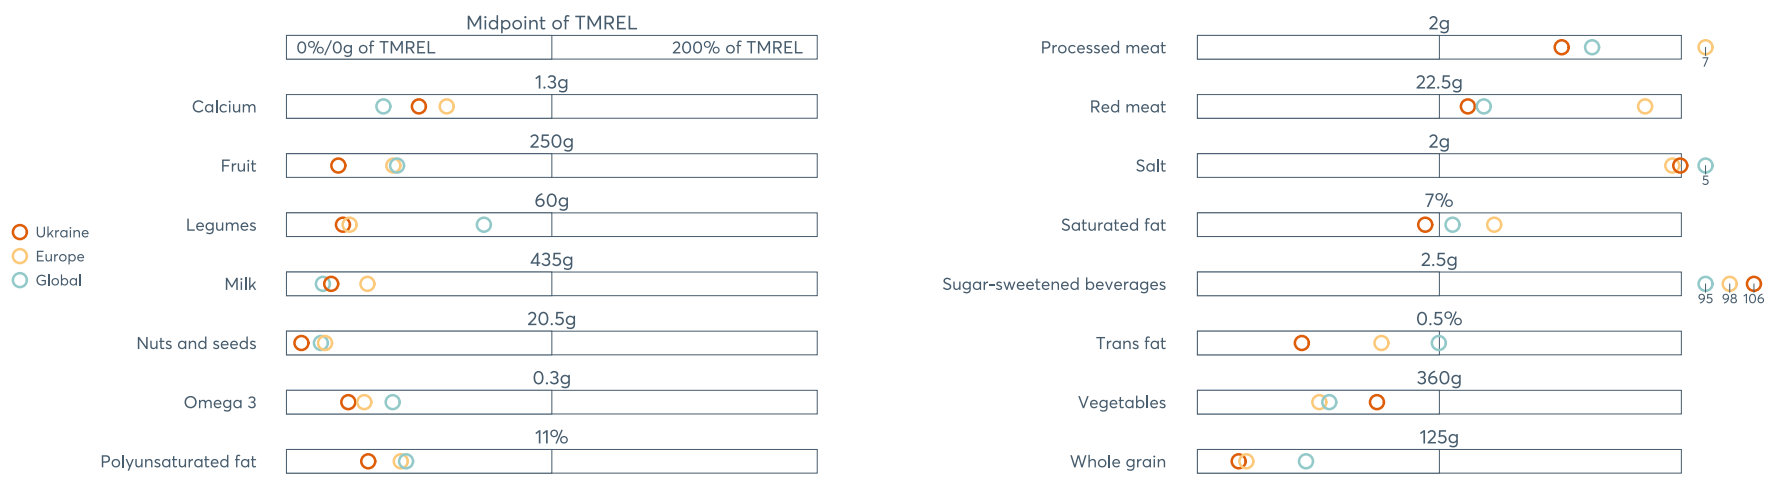 Midpoint of TMREL
0%/0g of TMREL
200% of TMREL
Calcium
1.3g
Fruit
250g
Legumes
60g
Milk
435g
Nuts and seeds
20.5g
Omega 3
0.3g
Polyunsaturated fat
11%
Ukraine
Europe
Global
Processed meat
2g
7
Red meat
22.5g
Salt
2g
5
Saturated fat
7%
Sugar-sweetened beverages
2.5g
95 98 106
Trans fat
0.5%
Vegetables
360g
Whole grain
125g